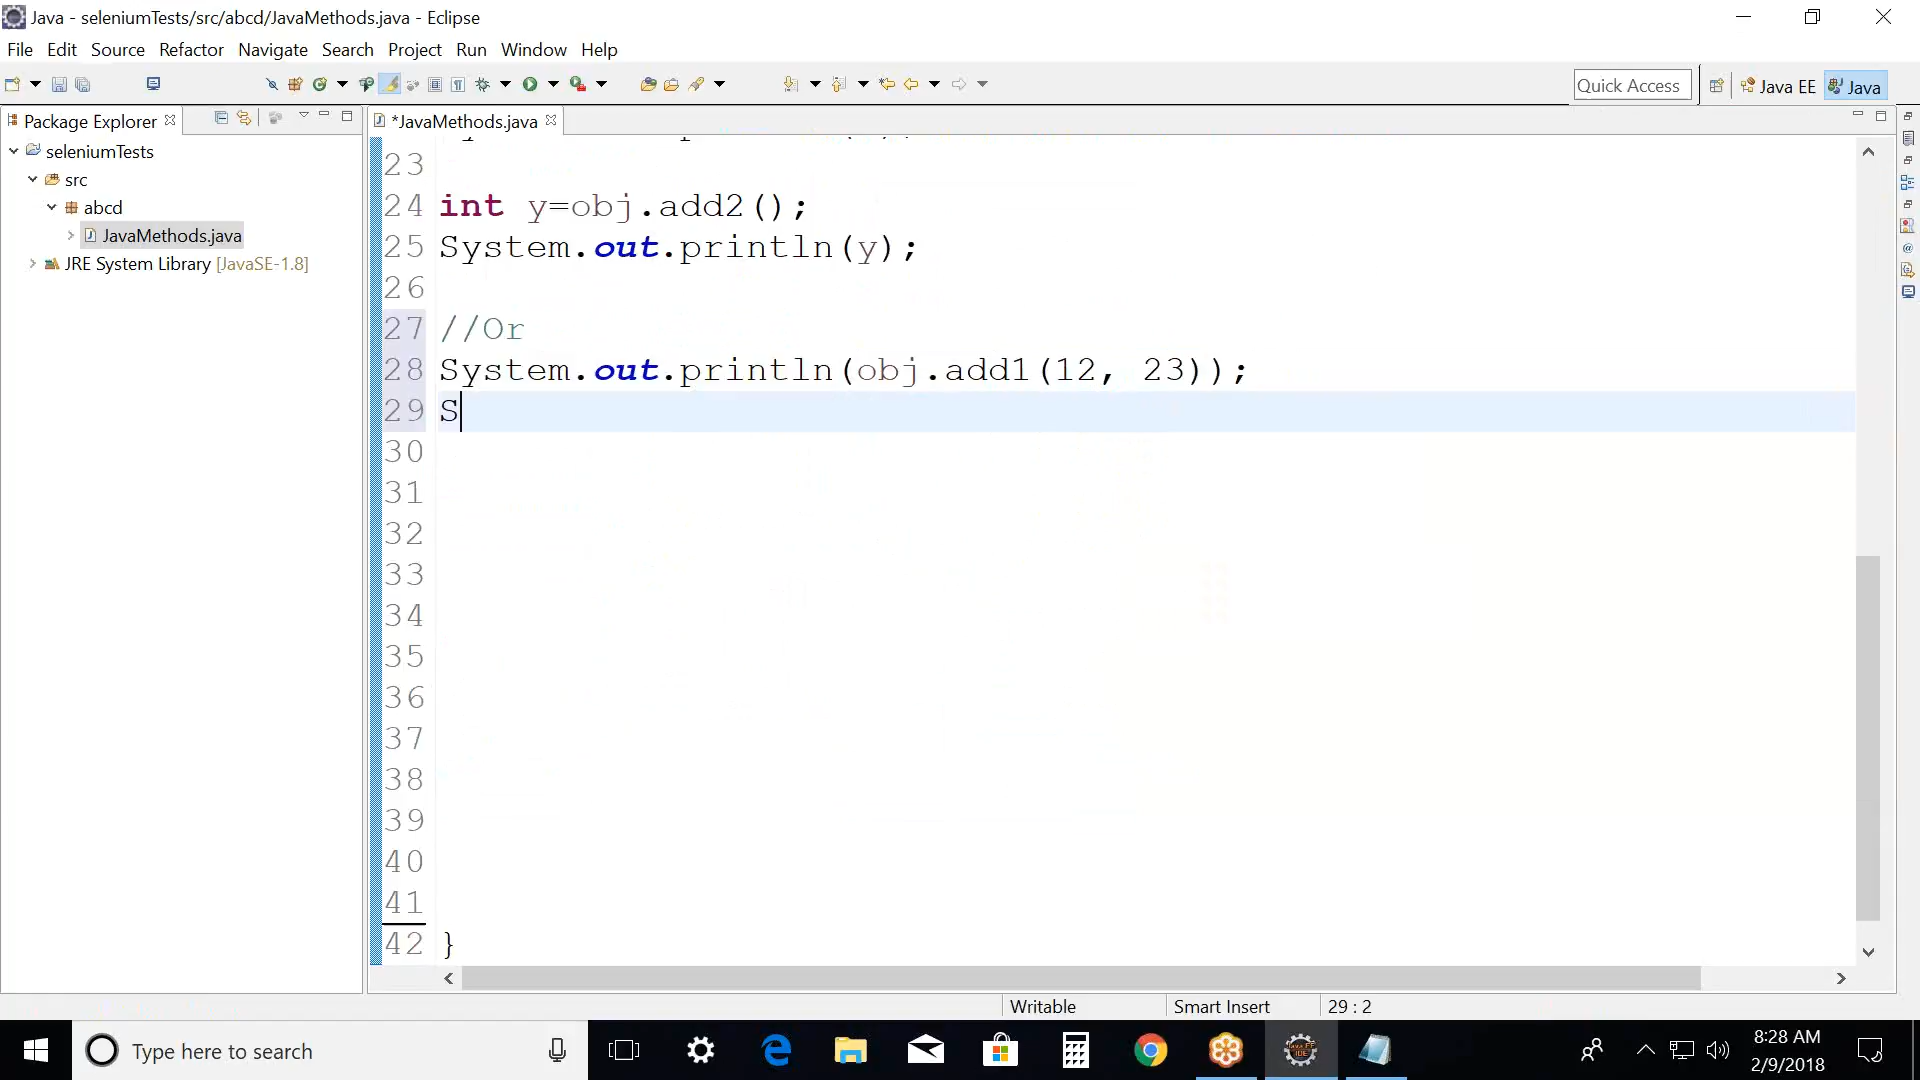 Java - seleniumTests/src/abcd/JavaMethods.java - Eclipse
File Edit Source Refactor Navigate Search Project Run Window Help
Quick Access Java EE Java
Package Explorer *JavaMethods.java
seleniumTests
src
abcd
JavaMethods.java
JRE System Library [JavaSE-1.8]
23
24 int y=obj.add2();
25 System.out.println(y);
26
27 //Or
28 System.out.println(obj.add1(12, 23));
29 S
30
31
32
33
34
35
36
37
38
39
40
41
42 }
Writable Smart Insert 29 : 2
Type here to search
8:28 AM
2/9/2018